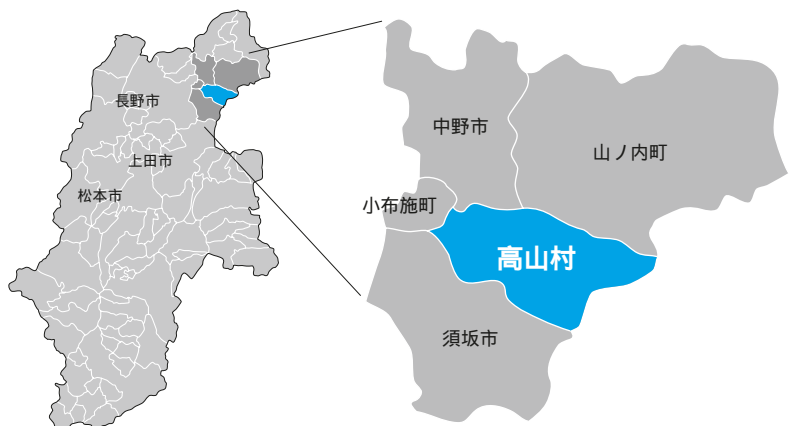 長野市
上田市
松本市
中野市
山ノ内町
小布施町
高山村
須坂市